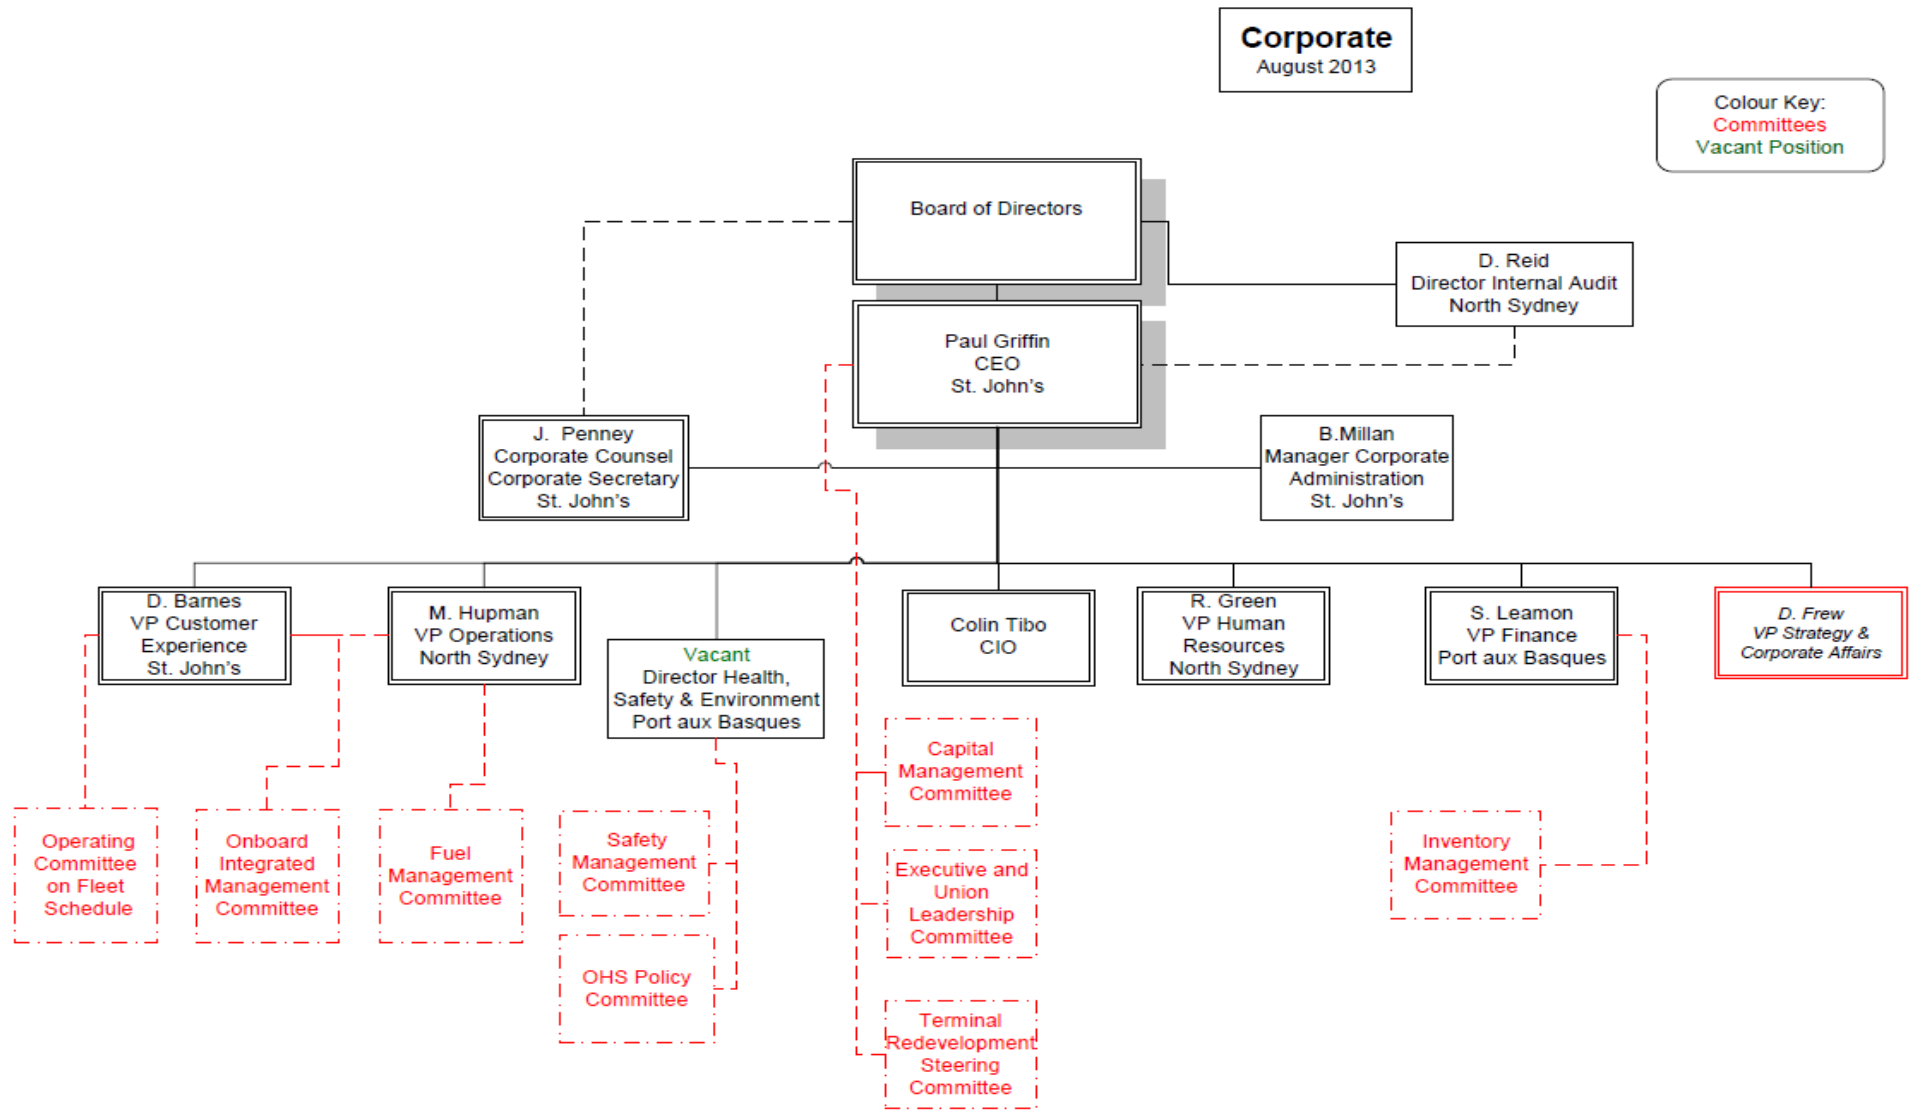 Corporate
August 2013
Colour Key:
Committees
Vacant Position
Board of Directors
D. Reid
Director Internal Audit
North Sydney
Paul Griffin
CEO
St. John's
J. Penney
Corporate Counsel
Corporate Secretary
St. John's
B.Millan
Manager Corporate
Administration
St. John's
D. Barnes
VP Customer
Experience
St. John's
M. Hupman
VP Operations
North Sydney
Vacant
Director Health,
Safety & Environment
Port aux Basques
Colin Tibo
CIO
R. Green
VP Human
Resources
North Sydney
S. Leamon
VP Finance
Port aux Basques
D. Frew
VP Strategy &
Corporate Affairs
Operating
Committee
on Fleet
Schedule
Onboard
Integrated
Management
Committee
Fuel
Management
Committee
Safety
Management
Committee
OHS Policy
Committee
Capital
Management
Committee
Executive and
Union
Leadership
Committee
Terminal
Redevelopment
Steering
Committee
Inventory
Management
Committee